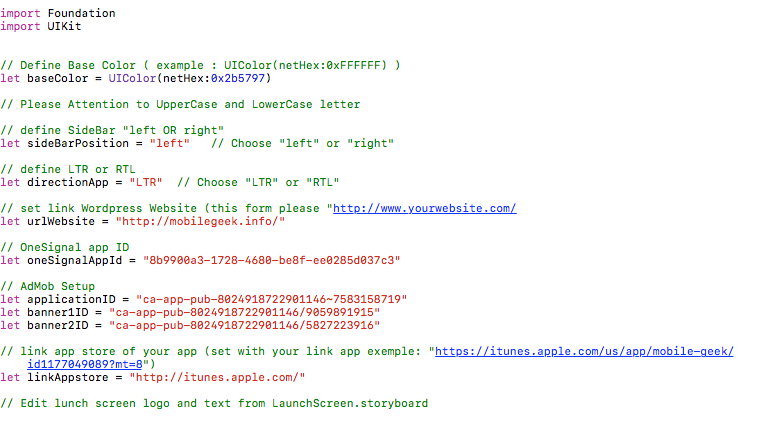 import Foundation
import UIKit
// Define Base Color ( example : UIColor(netHex:0xFFFFFF) )
let baseColor = UIColor(netHex:0x2b5797)
// Please Attention to UpperCase and LowerCase letter
// define SideBar "left OR right"
let sideBarPosition = "left"   // Choose "left" or "right"
// define LTR or RTL
let directionApp = "LTR"  // Choose "LTR" or "RTL"
// set link Wordpress Website (this form please "http://www.yourwebsite.com/
let urlWebsite = "http://mobilegeek.info/"
// OneSignal app ID
let oneSignalAppId = "8b9900a3-1728-4680-be8f-ee0285d037c3"
// AdMob Setup
let applicationID = "ca-app-pub-8024918722901146~7583158719"
let banner1ID = "ca-app-pub-8024918722901146/9059891915"
let banner2ID = "ca-app-pub-8024918722901146/5827223916"
// link app store of your app (set with your link app exemple: "https://itunes.apple.com/us/app/mobile-geek/
id1177049089?mt=8")
let linkAppstore = "http://itunes.apple.com/"
// Edit lunch screen logo and text from LaunchScreen.storyboard